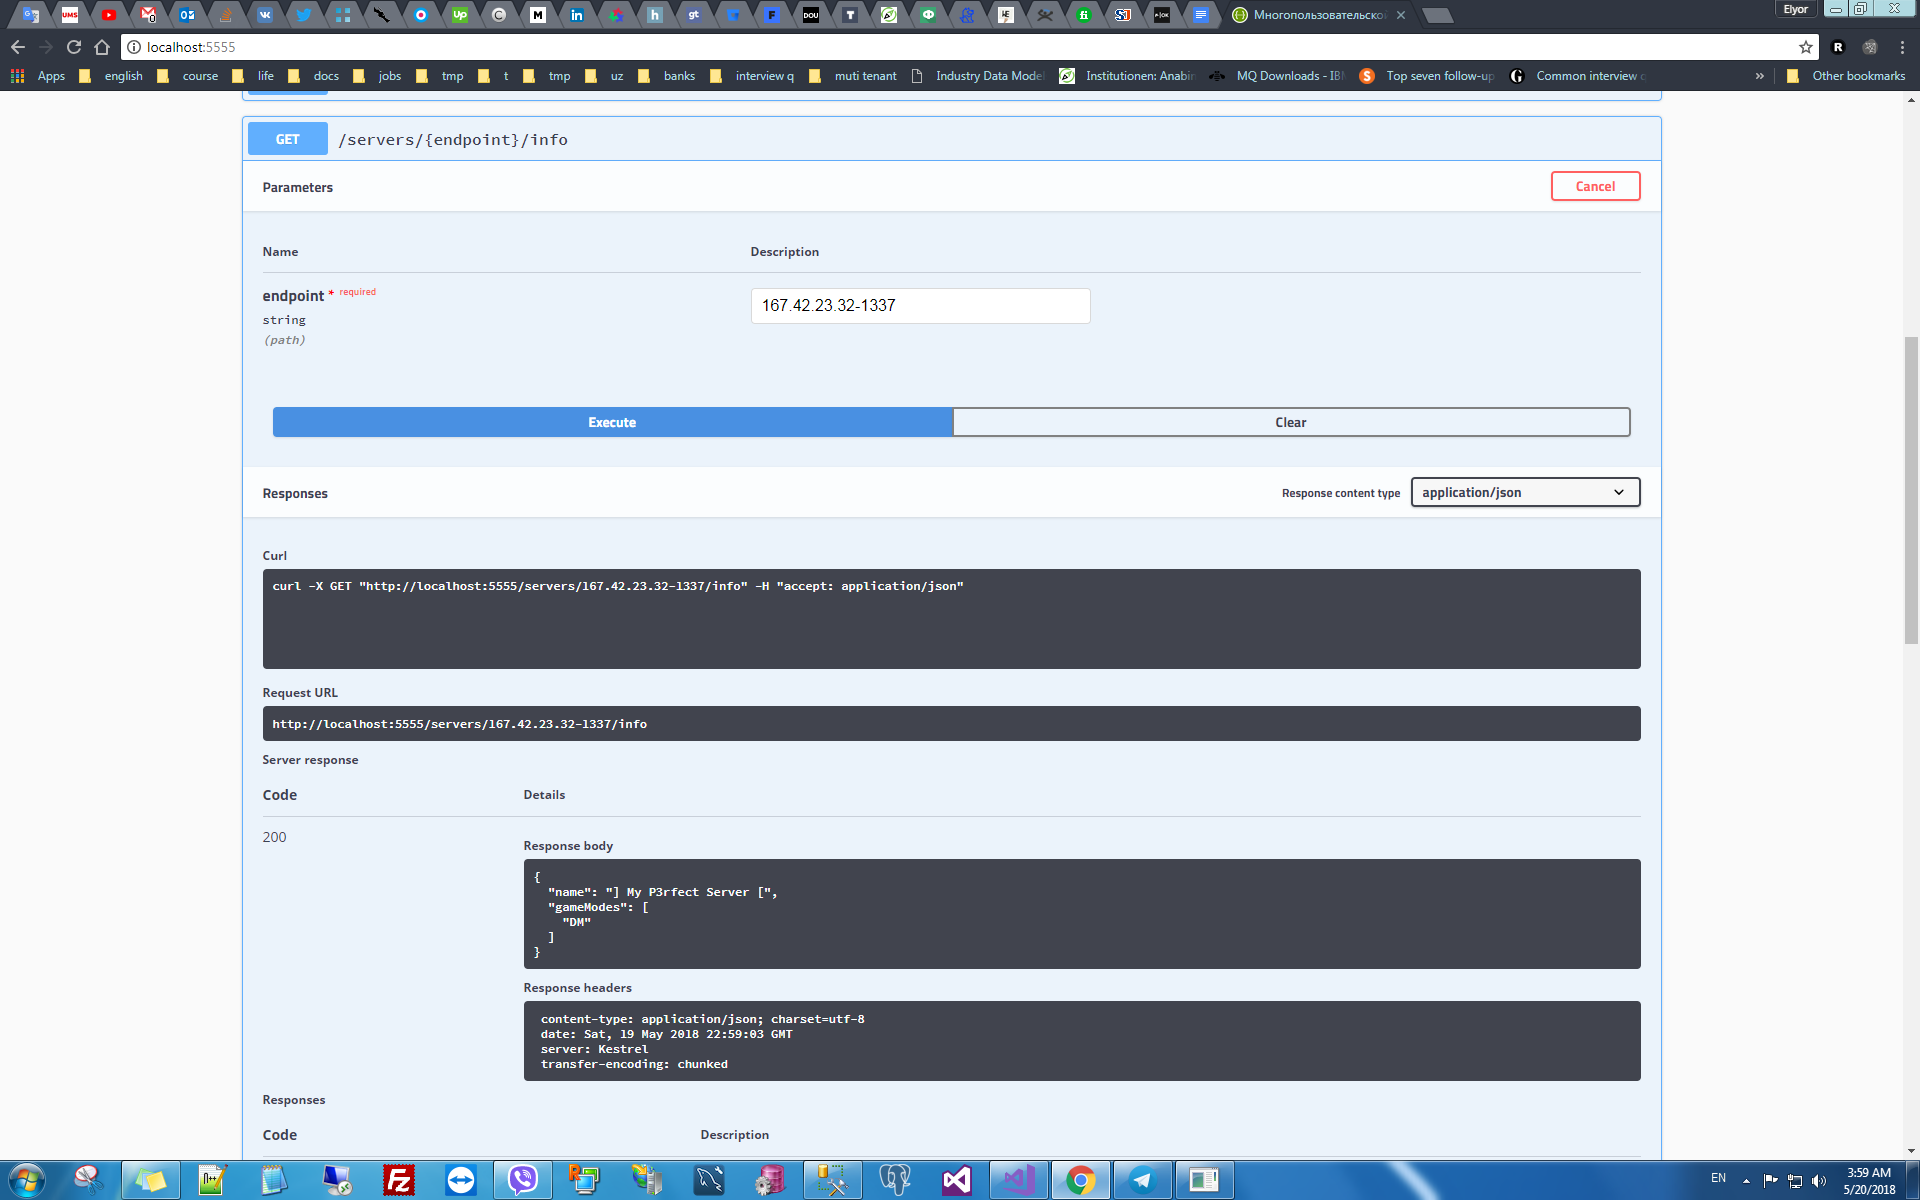 Многопользовательско
Elyor
localhost:5555
Apps english course life docs jobs tmp t tmp uz banks interview q muti tenant Industry Data Model Institutionen: Anabin MQ Downloads - IBM Top seven follow-up Common interview q » Other bookmarks
GET /servers/{endpoint}/info
Parameters
Cancel
Name Description
endpoint * required
167.42.23.32-1337
string
(path)
Execute Clear
Responses
Response content type application/json
Curl
curl -X GET "http://localhost:5555/servers/167.42.23.32-1337/info" -H "accept: application/json"
Request URL
http://localhost:5555/servers/167.42.23.32-1337/info
Server response
Code Details
200
Response body
{
"name": "] My P3rfect Server [",
"gameModes": [
"DM"
]
}
Response headers
content-type: application/json; charset=utf-8
date: Sat, 19 May 2018 22:59:03 GMT
server: Kestrel
transfer-encoding: chunked
Responses
Code Description
EN
3:59 AM
5/20/2018